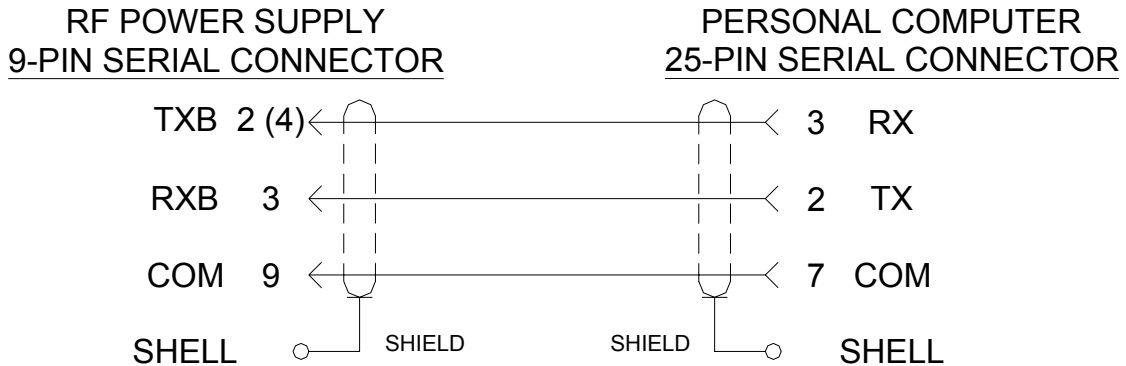 RF POWER SUPPLY
9-PIN SERIAL CONNECTOR
PERSONAL COMPUTER
25-PIN SERIAL CONNECTOR
TXB 2 (4) 3 RX
RXB 3 2 TX
COM 9 7 COM
SHELL SHIELD SHIELD SHELL